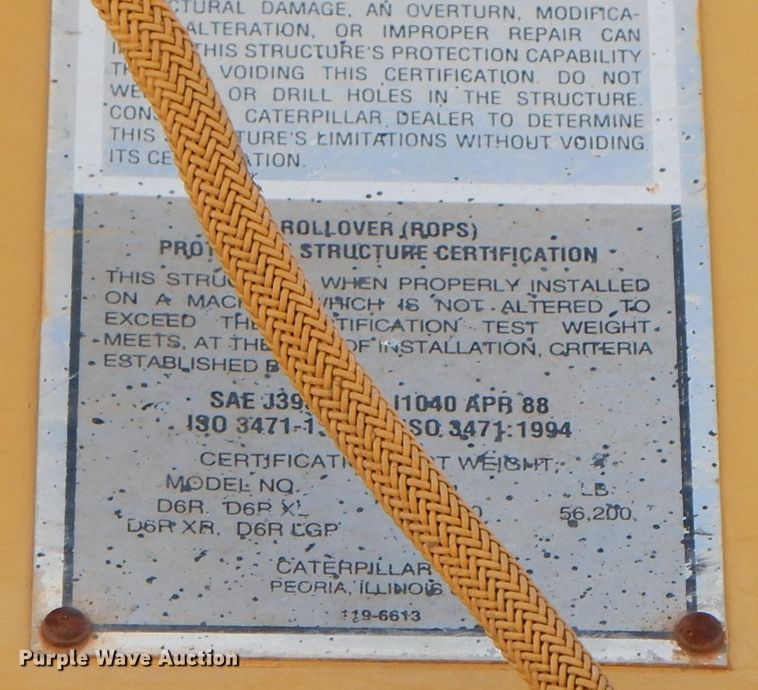 CTURAL DAMAGE, AN OVERTURN, MODIFICA-
ALTERATION, OR IMPROPER REPAIR CAN
THIS STRUCTURE'S PROTECTION CAPABILITY
VOIDING THIS CERTIFICATION. DO NOT
OR DRILL HOLES IN THE STRUCTURE.
CATERPILLAR DEALER TO DETERMINE
THIS TURE'S LIMITATIONS WITHOUT VOIDING
ITS CE ATION.
ROLLOVER (ROPS)
PRO STRUCTURE CERTIFICATION
THIS STRUC WHEN PROPERLY INSTALLED
ON A MAC WHICH IS NOT ALTERED TO
EXCEED THE TIFICATION TEST WEIGHT
MEETS, AT THE OF INSTALLATION, CRITERIA
ESTABLISHED B
SAE J39 J1040 APR 88
ISO 3471-1 ISO 3471:1994
CERTIFICATI T WEIGHT:
MODEL NO. LB
D6R, D6R XL 0 56,200
D6R XR, D6R LGP
CATERPILLAR
PEORIA, ILLINOIS
119-6613
Purple Wave Auction